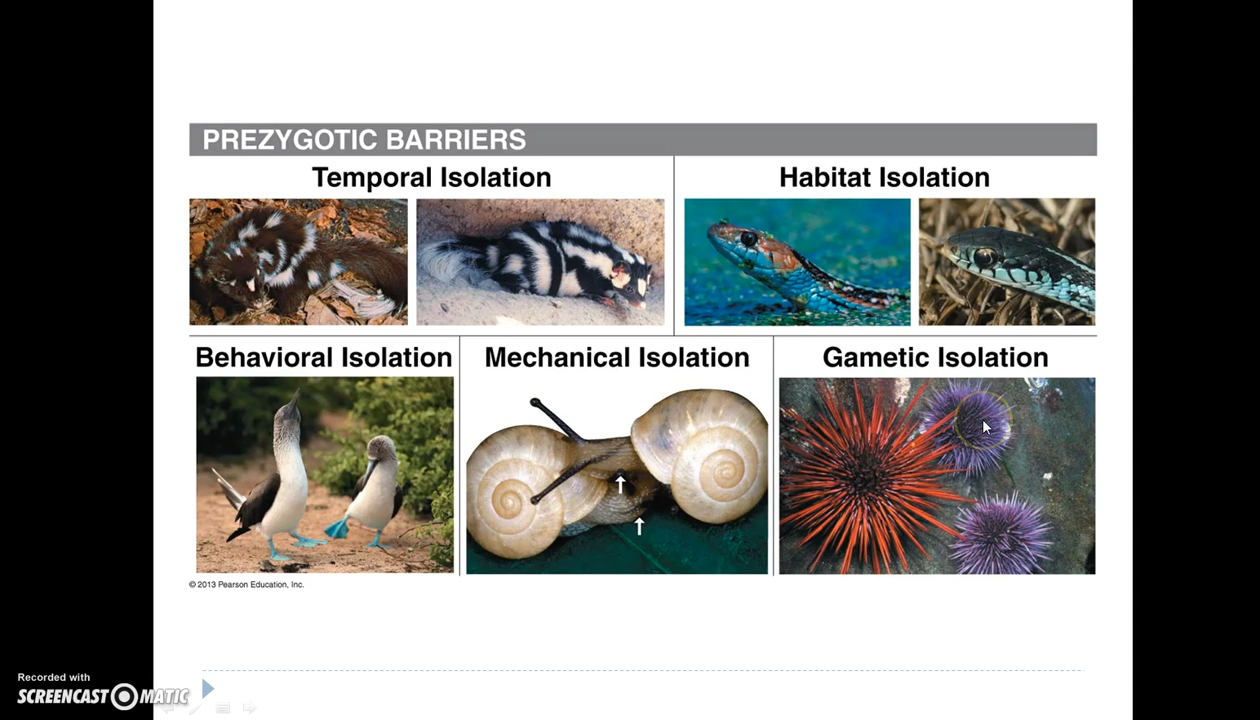 PREZYGOTIC BARRIERS
Temporal Isolation
Habitat Isolation
Behavioral Isolation
Mechanical Isolation
Gametic Isolation
© 2013 Pearson Education, Inc.
Recorded with
SCREENCAST MATIC